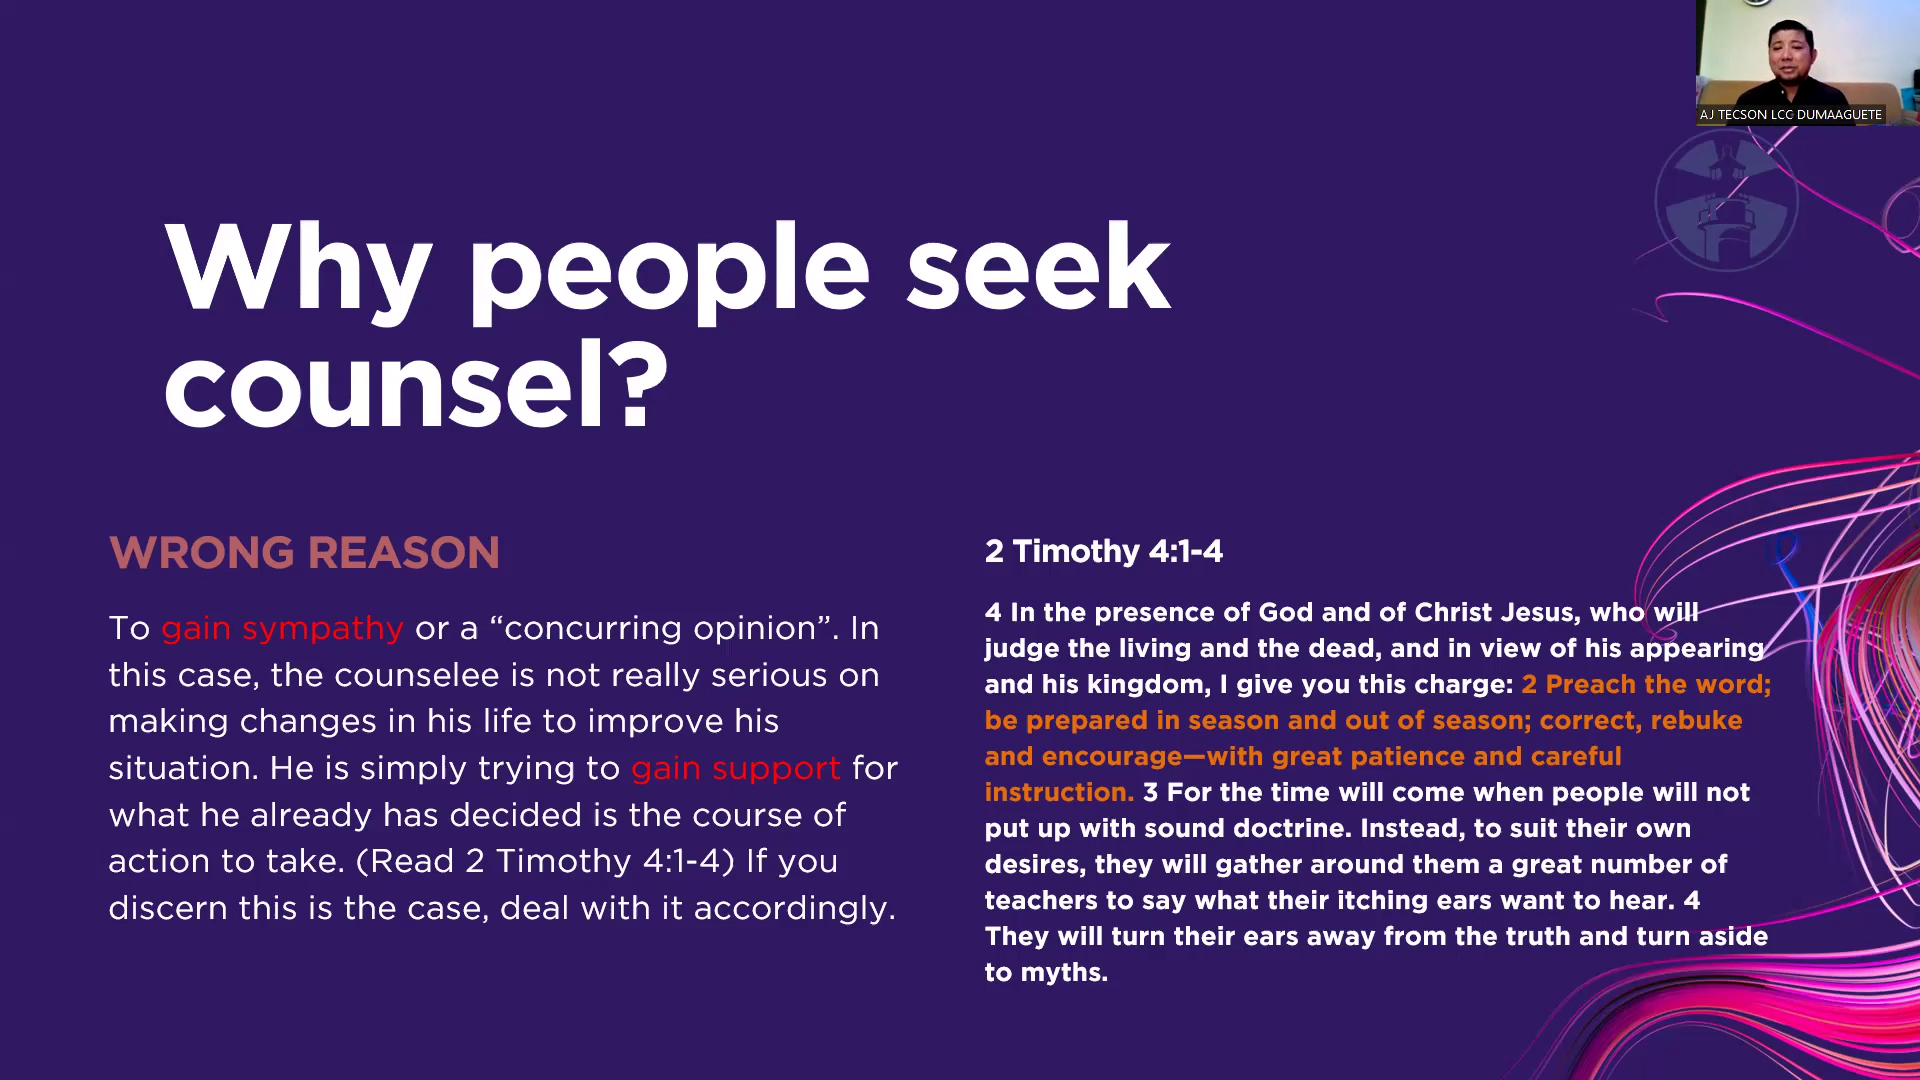 AJ TECSON LCC DUMAAGUETE
Why people seek
counsel?
WRONG REASON
To gain sympathy or a “concurring opinion”. In
this case, the counselee is not really serious on
making changes in his life to improve his
situation. He is simply trying to gain support for
what he already has decided is the course of
action to take. (Read 2 Timothy 4:1-4) If you
discern this is the case, deal with it accordingly.
2 Timothy 4:1-4
4 In the presence of God and of Christ Jesus, who will
judge the living and the dead, and in view of his appearing
and his kingdom, I give you this charge: 2 Preach the word;
be prepared in season and out of season; correct, rebuke
and encourage—with great patience and careful
instruction. 3 For the time will come when people will not
put up with sound doctrine. Instead, to suit their own
desires, they will gather around them a great number of
teachers to say what their itching ears want to hear. 4
They will turn their ears away from the truth and turn aside
to myths.